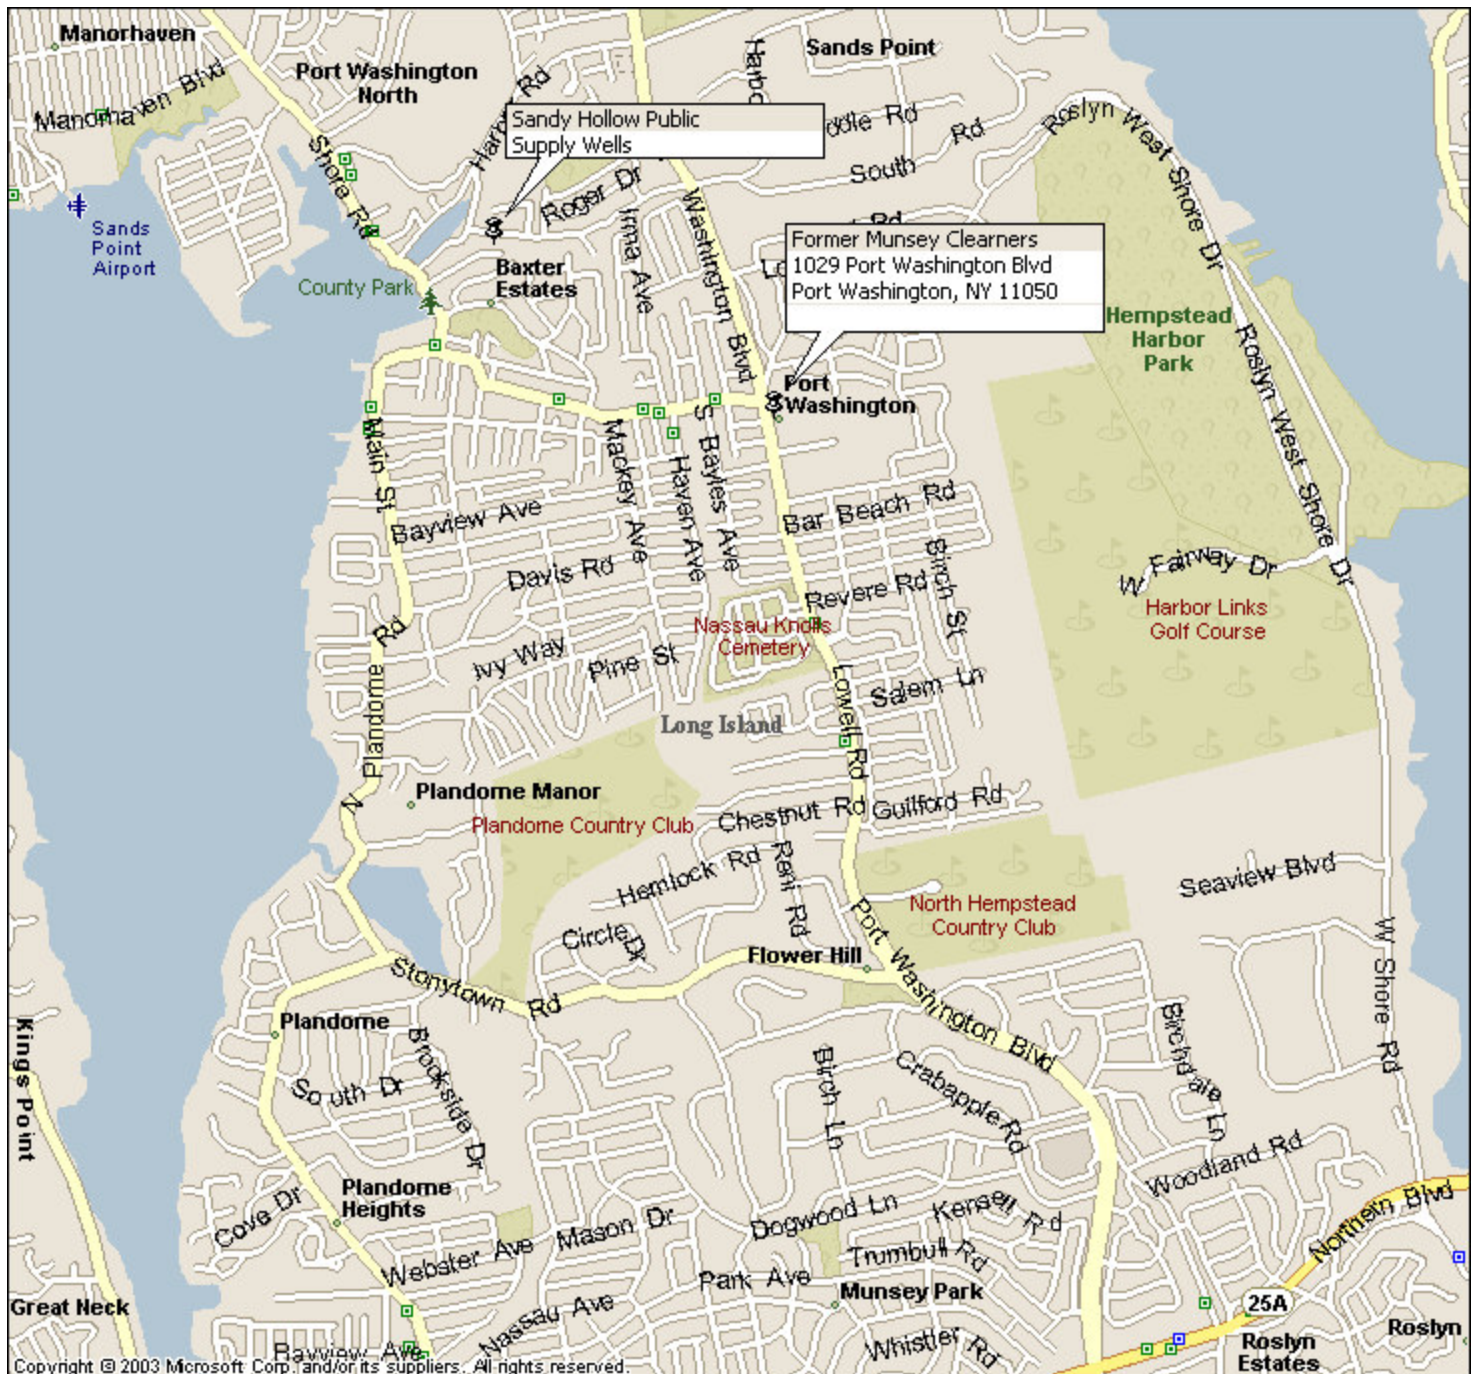 Manorhaven
Sands Point
Port Washington
North
Manorhaven Blvd
Harbor Rd
Sandy Hollow Public
Supply Wells
Rd
South Rd
Roslyn West Shore Dr
Shore Rd
Roger Dr
Irma Ave
Washington Blvd
Rd
Sands
Point
Airport
Former Munsey Clearners
1029 Port Washington Blvd
Port Washington, NY 11050
Baxter
Estates
County Park
Hempstead
Harbor
Park
Roslyn West Shore Dr
Port
Washington
Main St
Mackey Ave
Haven Ave
S Bayles Ave
Bayview Ave
Bar Beach Rd
Davis Rd
Birch St
Revere Rd
W Fairway Dr
Harbor Links
Golf Course
Nassau Knolls
Cemetery
Ivy Way
Pine St
Lowell Rd
Salem Ln
Long Island
N Plandome Rd
Plandome Manor
Plandome Country Club
Chestnut Rd
Guilford Rd
Hemlock Rd
Reni Rd
Seaview Blvd
North Hempstead
Country Club
Circle Dr
Flower Hill
Port Washington Blvd
W Shore Rd
Stonytown Rd
Plandome
Kings Point
Brookside Dr
South Dr
Birch Ln
Crabapple Rd
Birchdale Ln
Woodland Rd
Plandome
Heights
Cove Dr
Webster Ave
Mason Dr
Dogwood Ln
Kensell Rd
Trumbull Rd
Northern Blvd
Park Ave
Munsey Park
Great Neck
Nassau Ave
25A
Roslyn
Roslyn
Estates
Whistler Rd
Bayview Ave
Copyright © 2003 Microsoft Corp. and/or its suppliers. All rights reserved.